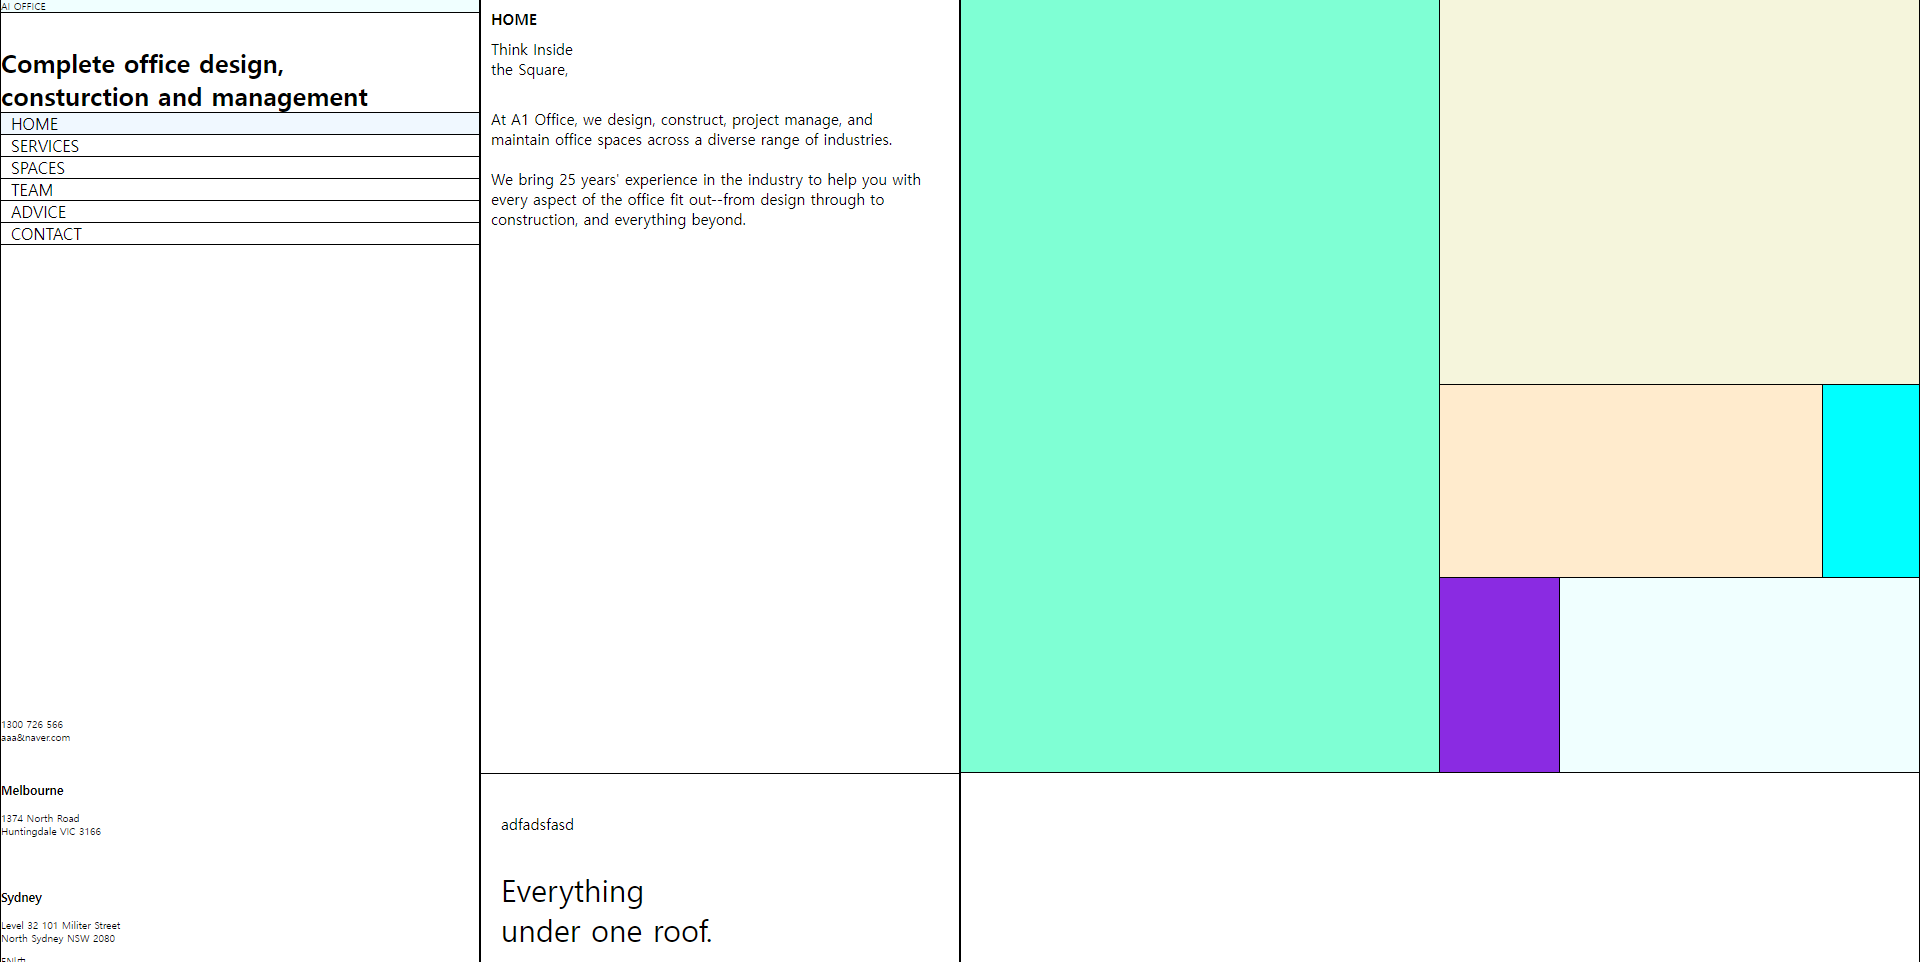 AI OFFICE
Complete office design,
consturction and management
HOME
SERVICES
SPACES
TEAM
ADVICE
CONTACT
1300 726 566
aaa&naver.com
Melbourne
1374 North Road
Huntingdale VIC 3166
Sydney
Level 32 101 Militer Street
North Sydney NSW 2080
HOME
Think Inside
the Square,
At A1 Office, we design, construct, project manage, and
maintain office spaces across a diverse range of industries.
We bring 25 years' experience in the industry to help you with
every aspect of the office fit out--from design through to
construction, and everything beyond.
adfadsfasd
Everything
under one roof.